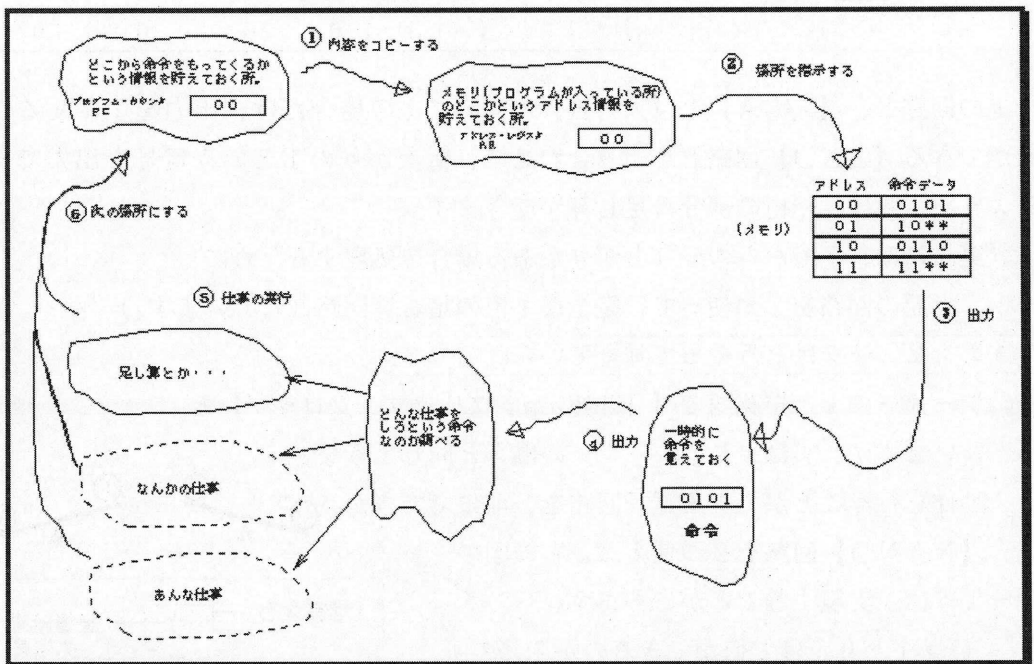 ① 内容をコピーする
どこから命令をもってくるか
という情報を貯えておく所。
プログラム・カウンタ
PC
00
メモリ(プログラムが入っている所)
のどこかというアドレス情報を
貯えておく所。
アドレス・レジスタ
AR
00
② 場所を指示する
アドレス 命令データ
00 0101
01 10**
10 0110
11 11**
(メモリ)
③ 出力
一時的に
命令を
覚えておく
0101
命令
④ 出力
どんな仕事を
しろという命令
なのか調べる
⑤ 仕事の実行
足し算とか・・・
なんかの仕事
あんな仕事
⑥ 次の場所にする